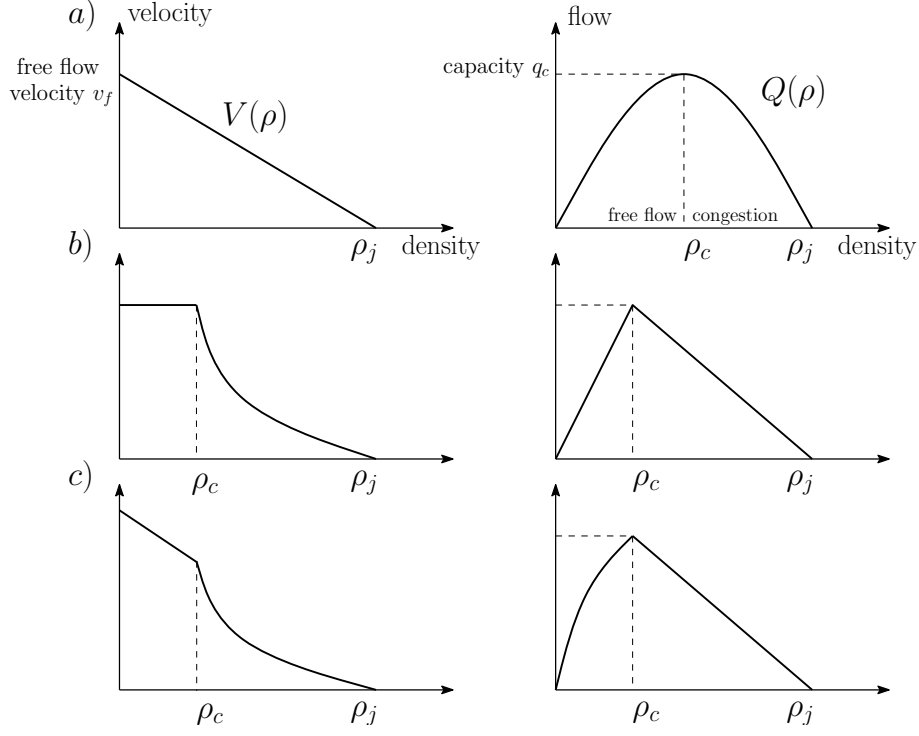 a)
velocity
flow
free flow
velocity v_f
V(ρ)
capacity q_c
Q(ρ)
free flow
congestion
ρ_j
density
ρ_c
ρ_j
density
b)
ρ_c
ρ_j
ρ_c
ρ_j
c)
ρ_c
ρ_j
ρ_c
ρ_j